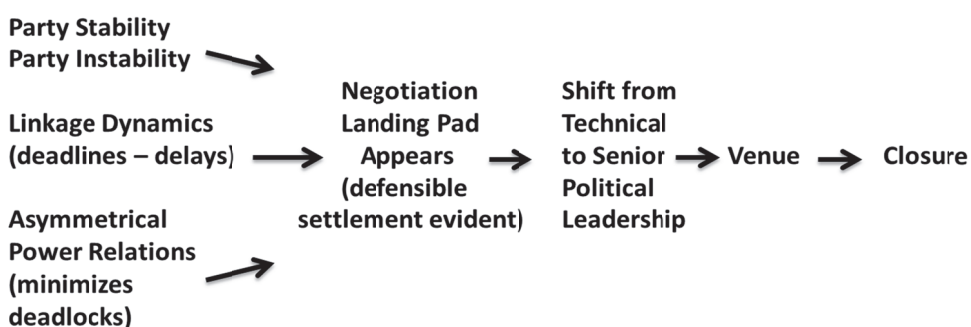 Party Stability
Party Instability
Linkage Dynamics
(deadlines – delays)
Asymmetrical
Power Relations
(minimizes
deadlocks)
Negotiation
Landing Pad
Appears
(defensible
settlement evident)
Shift from
Technical
to Senior
Political
Leadership
Venue
Closure